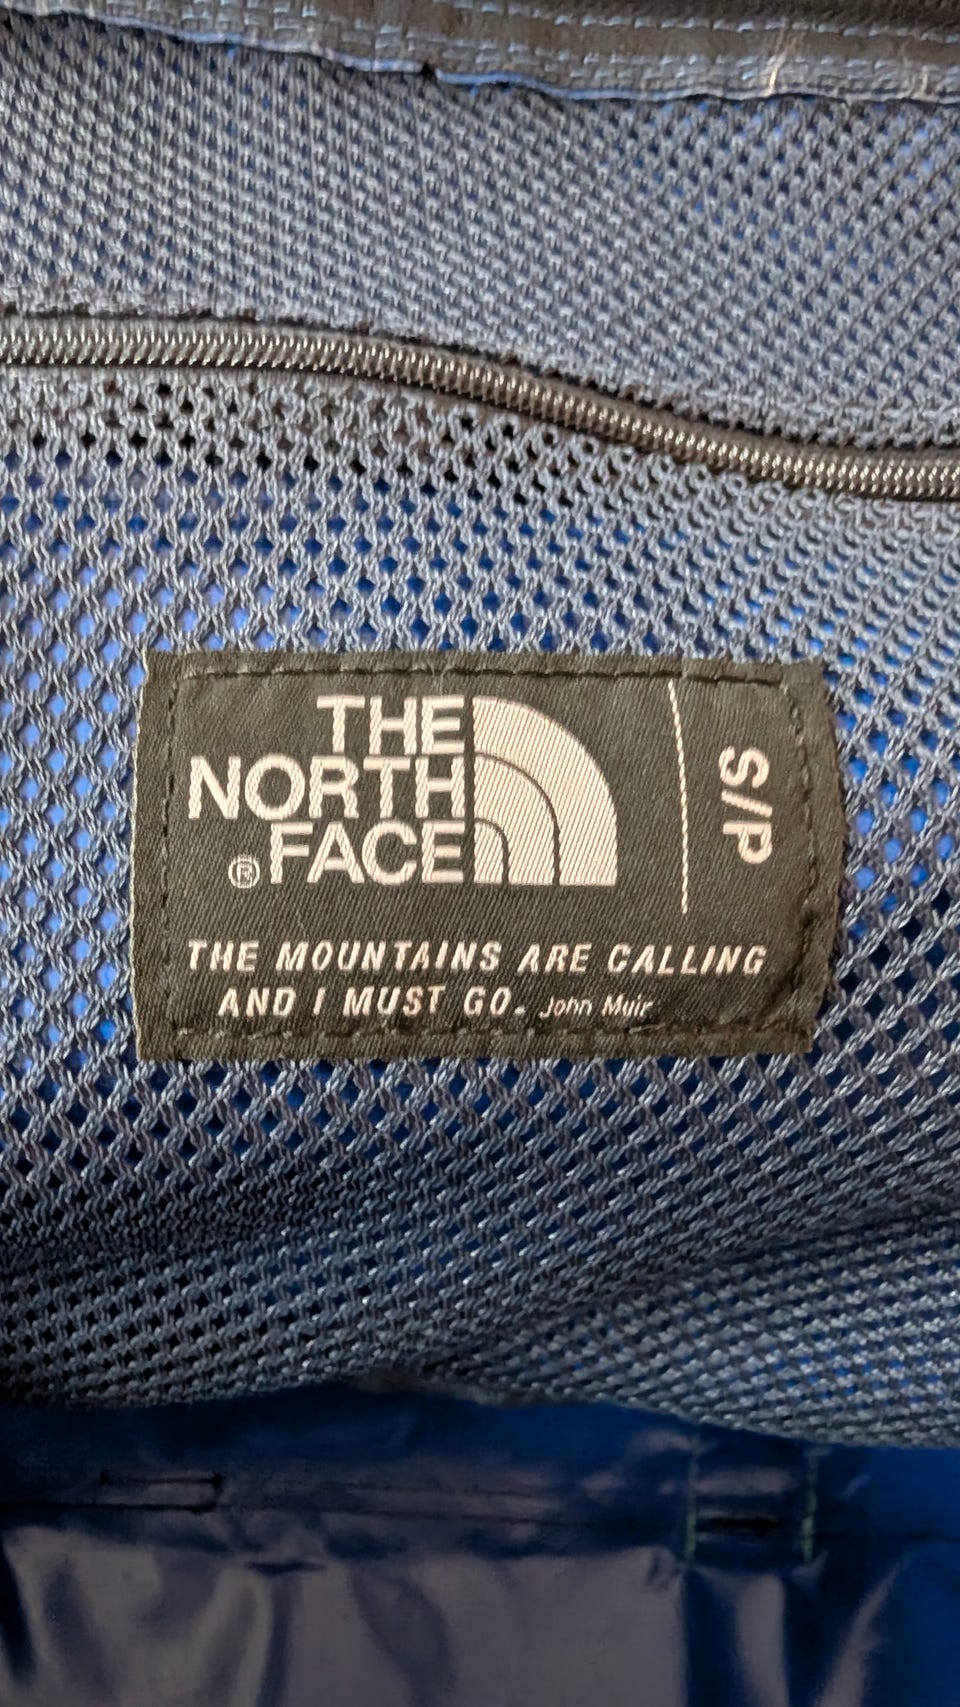 THE
NORTH
® FACE
S/P
THE MOUNTAINS ARE CALLING
AND I MUST GO. John Muir